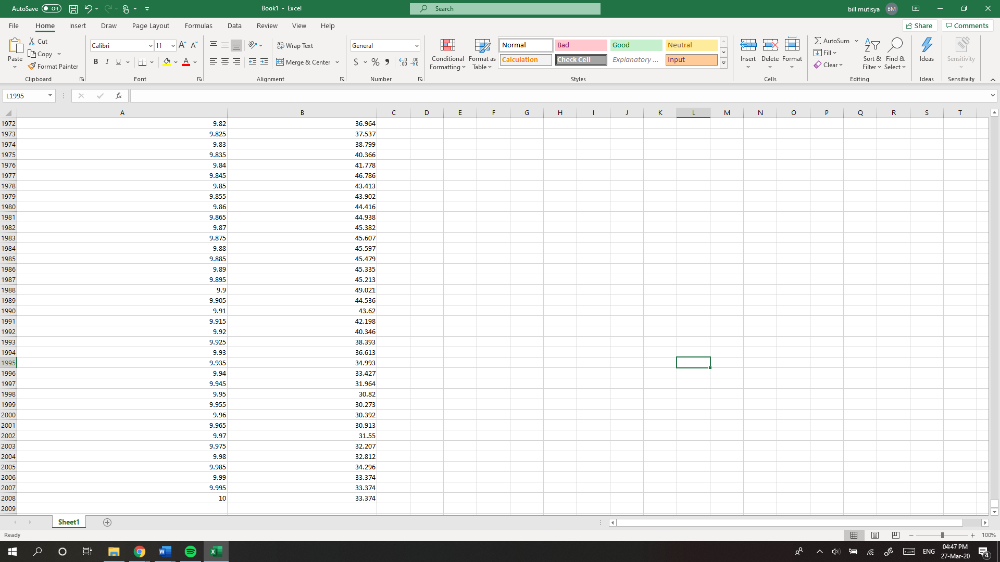 AutoSave Off
Book1 - Excel
Search
bill mutisya BM
File Home Insert Draw Page Layout Formulas Data Review View Help
Share Comments
Paste
Cut
Copy
Format Painter
Clipboard
Calibri 11
B I U
Font
Wrap Text
Merge & Center
Alignment
General
$ % 9
Number
Conditional Formatting
Format as Table
Normal Bad Good Neutral
Calculation Check Cell Explanatory ... Input
Styles
Insert Delete Format
Cells
AutoSum
Fill
Clear
Sort & Filter
Find & Select
Editing
Ideas
Ideas
Sensitivity
Sensitivity
L1995
fx
A B C D E F G H I J K L M N O P Q R S T
1972 9.82 36.964
1973 9.825 37.537
1974 9.83 38.799
1975 9.835 40.366
1976 9.84 41.778
1977 9.845 46.786
1978 9.85 43.413
1979 9.855 43.902
1980 9.86 44.416
1981 9.865 44.938
1982 9.87 45.382
1983 9.875 45.607
1984 9.88 45.597
1985 9.885 45.479
1986 9.89 45.335
1987 9.895 45.213
1988 9.9 49.021
1989 9.905 44.536
1990 9.91 43.62
1991 9.915 42.198
1992 9.92 40.346
1993 9.925 38.393
1994 9.93 36.613
1995 9.935 34.993
1996 9.94 33.427
1997 9.945 31.964
1998 9.95 30.82
1999 9.955 30.273
2000 9.96 30.392
2001 9.965 30.913
2002 9.97 31.55
2003 9.975 32.207
2004 9.98 32.812
2005 9.985 34.296
2006 9.99 33.374
2007 9.995 33.374
2008 10 33.374
2009
Sheet1
Ready
100%
ENG
04:47 PM
27-Mar-20
4